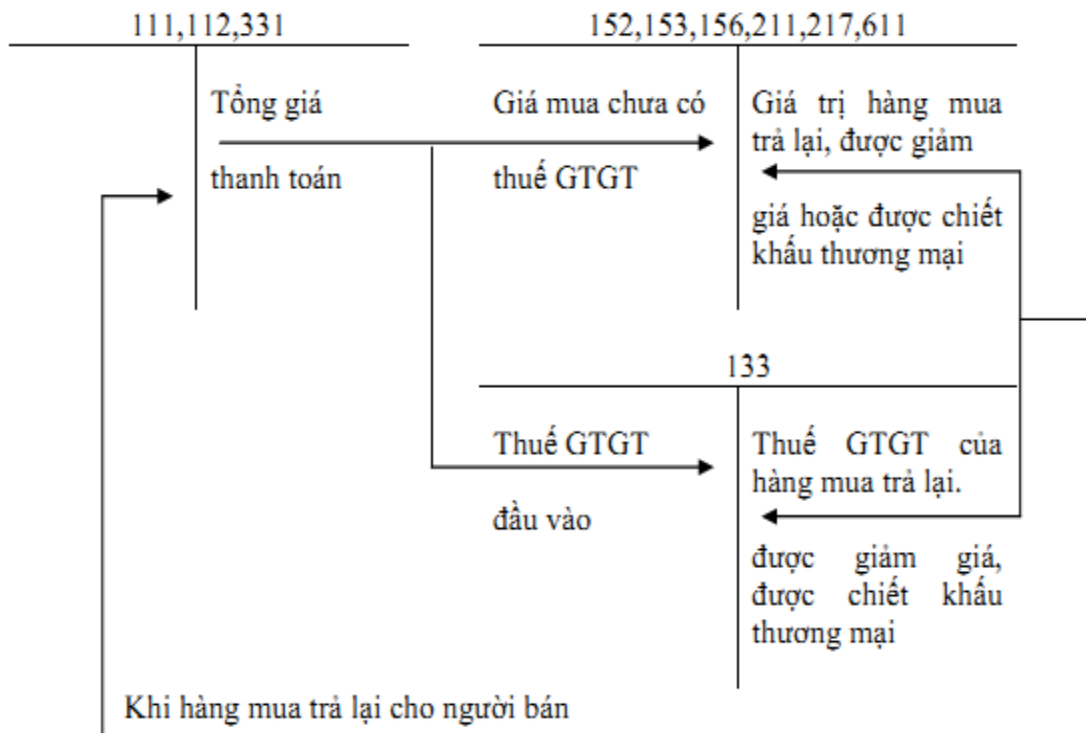 111,112,331
152,153,156,211,217,611
Tổng giá
thanh toán
Giá mua chưa có
thuế GTGT
Giá trị hàng mua
trả lại, được giảm
giá hoặc được chiết
khấu thương mại
133
Thuế GTGT
đầu vào
Thuế GTGT của
hàng mua trả lại.
được giảm giá,
được chiết khấu
thương mại
Khi hàng mua trả lại cho người bán